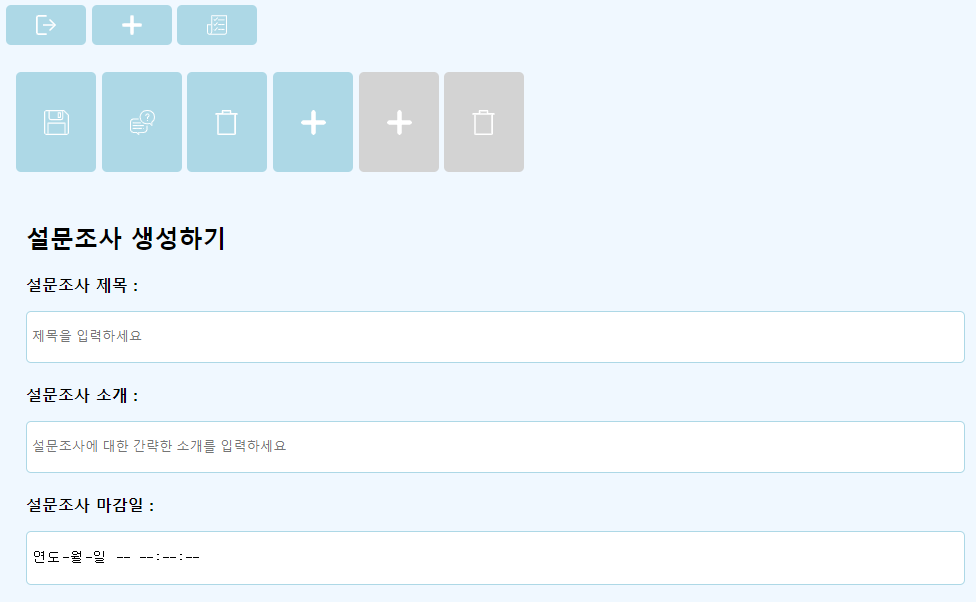 설문조사 생성하기
설문조사 제목 :
제목을 입력하세요
설문조사 소개 :
설문조사에 대한 간략한 소개를 입력하세요
설문조사 마감일 :
연도-월-일 -- --:--:--